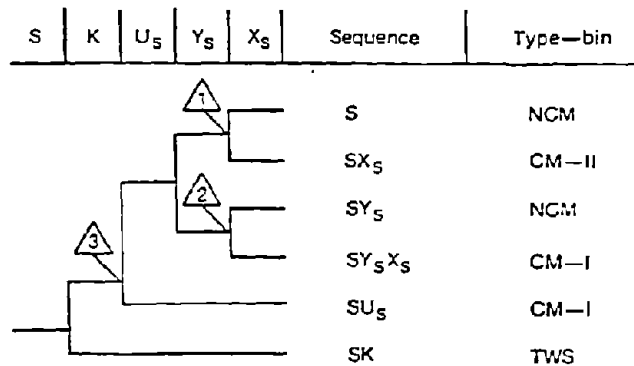 S K U_S Y_S X_S Sequence Type—bin
1
S NCM
SX_S CM—II
2
SY_S NCM
3
SY_SX_S CM—I
SU_S CM—I
SK TWS